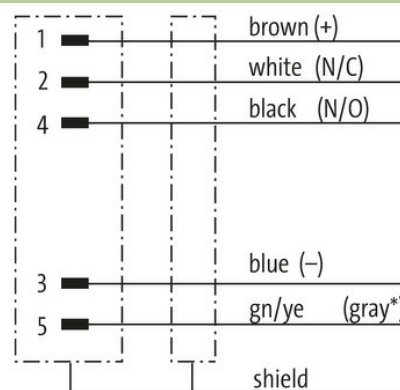 1 brown (+)
2 white (N/C)
4 black (N/O)
3 blue (–)
5 gn/ye (gray*)
shield